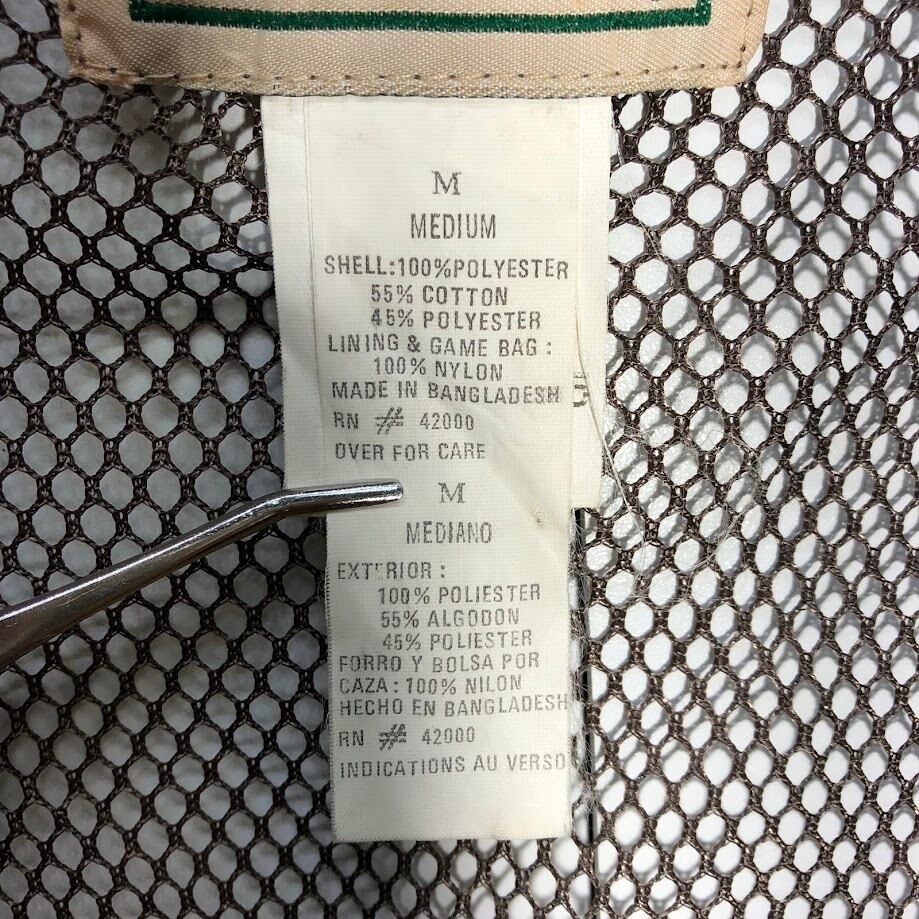 M
MEDIUM
SHELL:100%POLYESTER
55% COTTON
45% POLYESTER
LINING & GAME BAG :
100% NYLON
MADE IN BANGLADESH
RN # 42000
OVER FOR CARE
M
MEDIANO
EXTERIOR :
100% POLIESTER
55% ALGODON
45% POLIESTER
FORRO Y BOLSA POR
CAZA : 100% NILON
HECHO EN BANGLADESH
RN # 42000
INDICATIONS AU VERSO